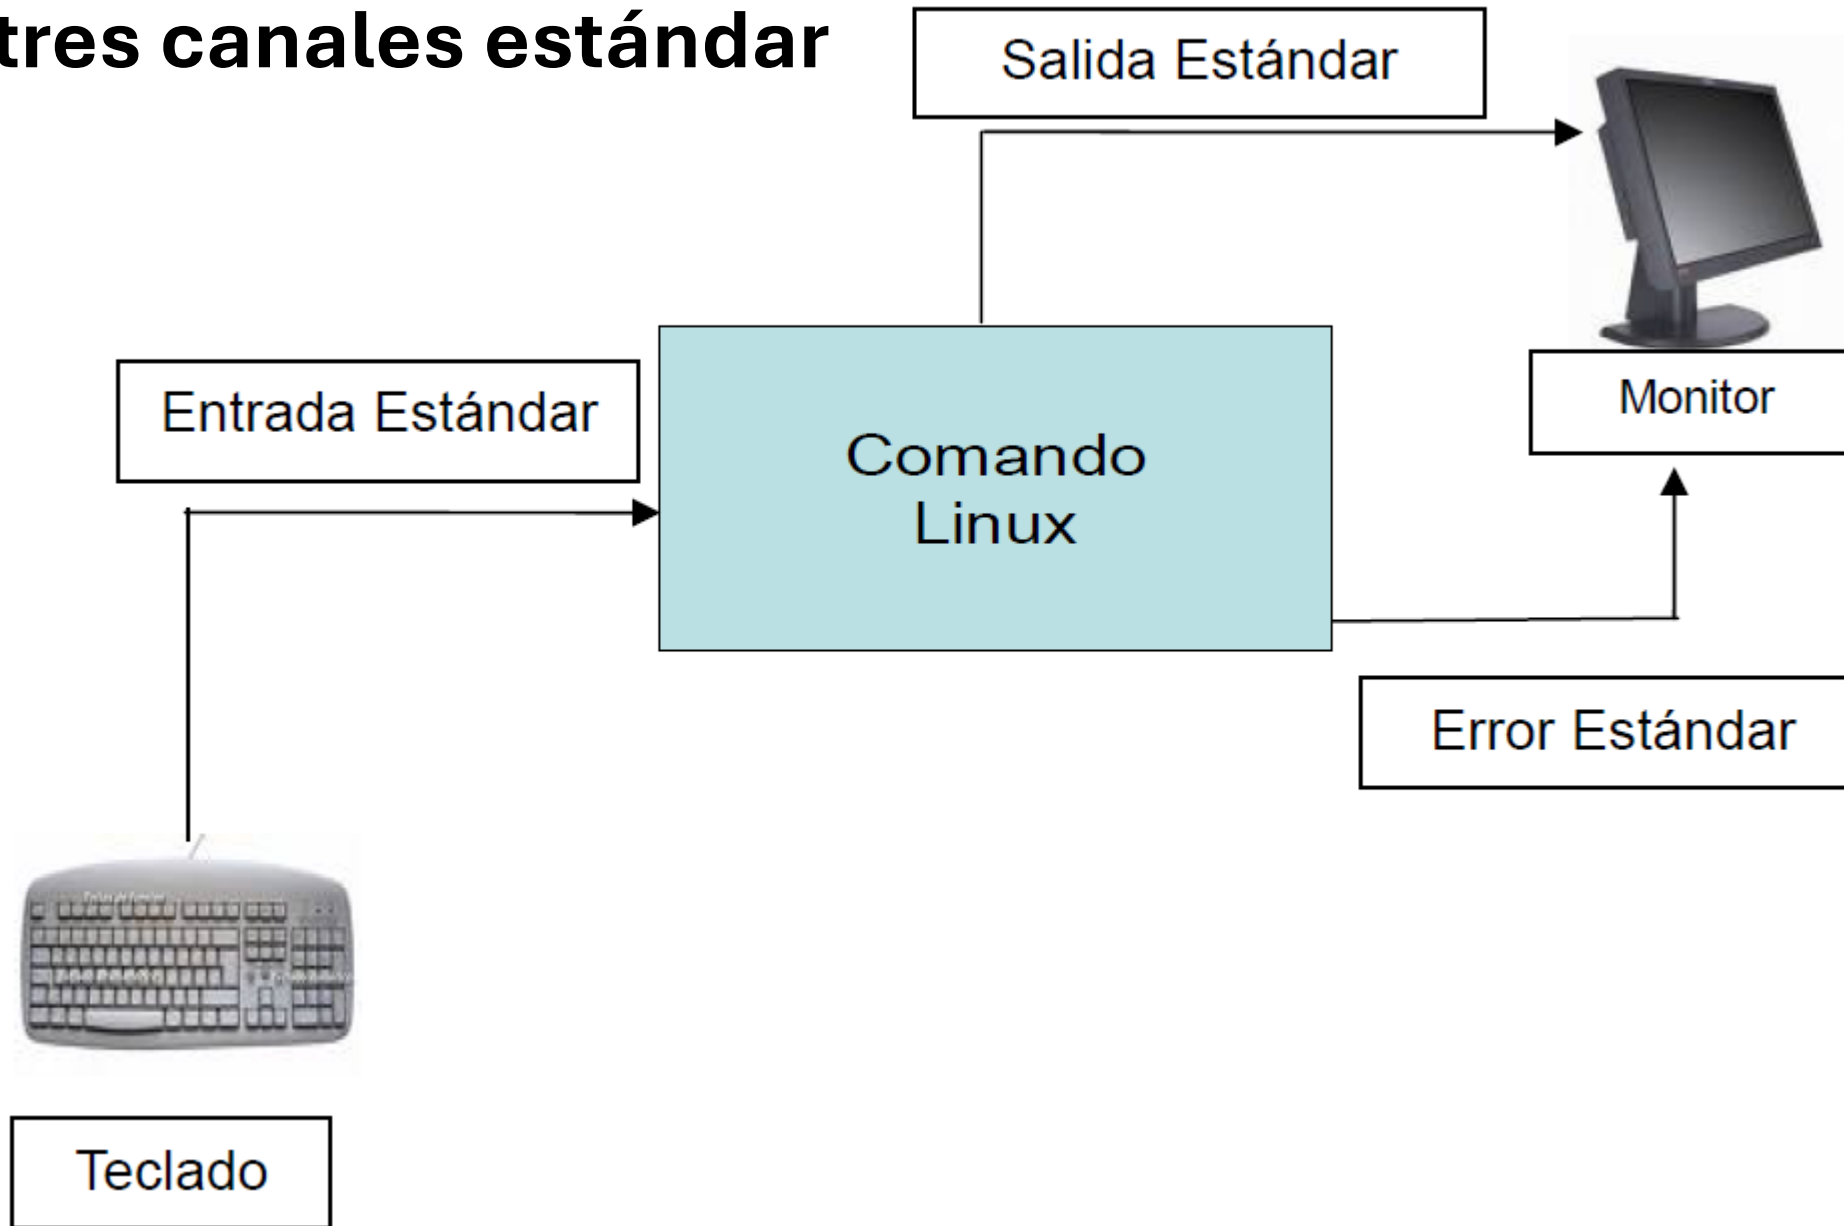 tres canales estándar
Salida Estándar
Monitor
Entrada Estándar
Comando
Linux
Error Estándar
Teclado